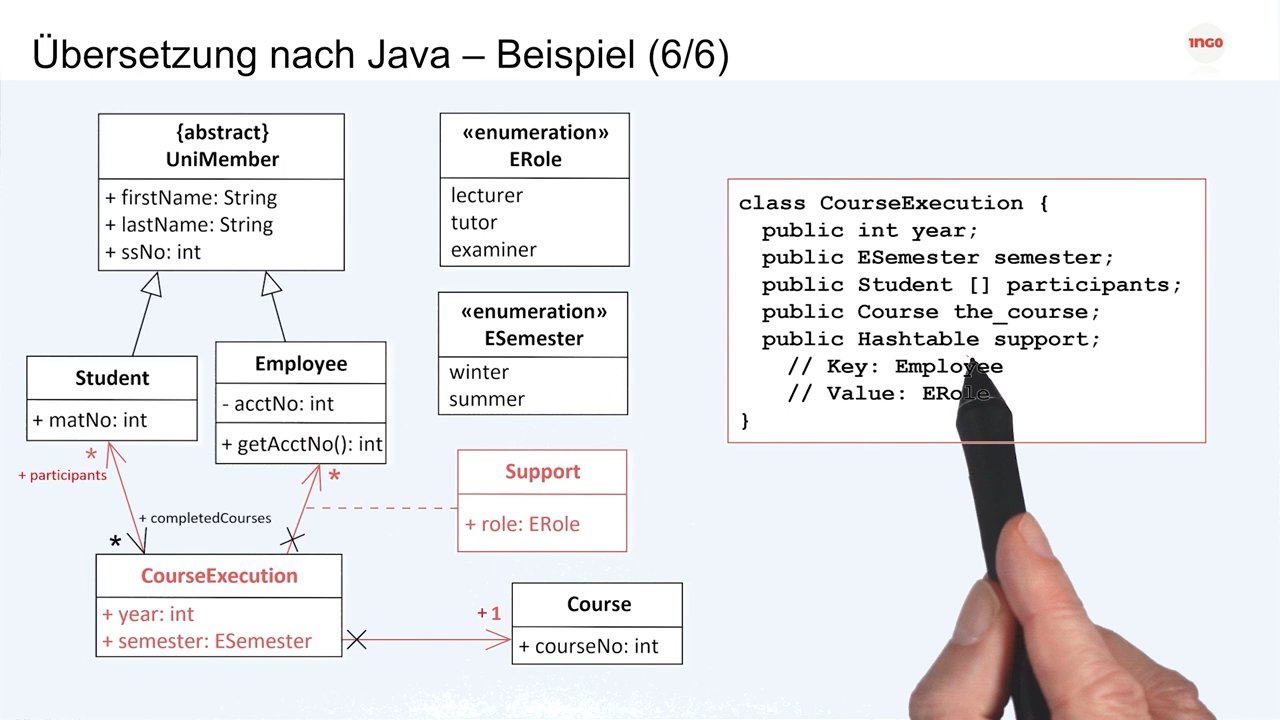 Übersetzung nach Java – Beispiel (6/6)
1NGO
{abstract}
UniMember
+ firstName: String
+ lastName: String
+ ssNo: int
«enumeration»
ERole
lecturer
tutor
examiner
«enumeration»
ESemester
winter
summer
Student
+ matNo: int
Employee
- acctNo: int
+ getAcctNo(): int
*
+ participants
*
+ completedCourses
*
Support
+ role: ERole
CourseExecution
+ year: int
+ semester: ESemester
+ 1
Course
+ courseNo: int
class CourseExecution {
public int year;
public ESemester semester;
public Student [] participants;
public Course the_course;
public Hashtable support;
// Key: Employee
// Value: ERole
}